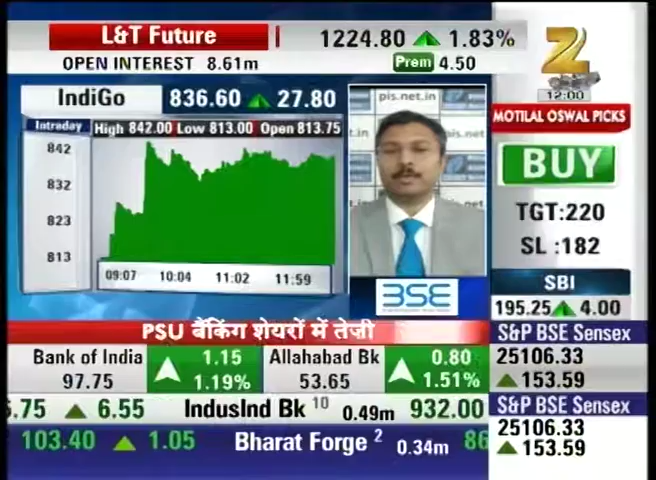 L&T Future 1224.80 1.83%
OPEN INTEREST 8.61m Prem 4.50
12:00
IndiGo 836.60 27.80
Intraday High 842.00 Low 813.00 Open 813.75
842
832
823
813
09:07 10:04 11:02 11:59
pis.net.in
pis.net.in
BSE
MOTILAL OSWAL PICKS
BUY
TGT:220
SL :182
SBI
195.25 4.00
PSU बैंकिंग शेयरों में तेज़ी
Bank of India 1.15 Allahabad Bk 0.80
97.75 1.19% 53.65 1.51%
S&P BSE Sensex
25106.33
153.59
.75 6.55 IndusInd Bk 10 0.49m 932.00
S&P BSE Sensex
25106.33
153.59
103.40 1.05 Bharat Forge 2 0.34m 86